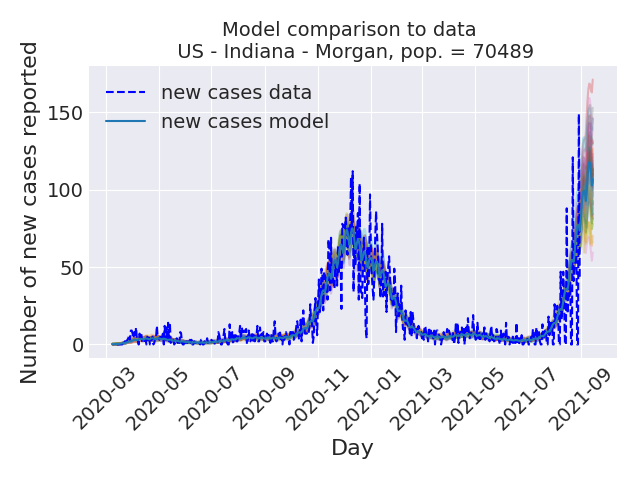 Model comparison to data
US - Indiana - Morgan, pop. = 70489
Number of new cases reported
150
100
50
0
new cases data
new cases model
2020-03
2020-05
2020-07
2020-09
2020-11
2021-01
2021-03
2021-05
2021-07
2021-09
Day